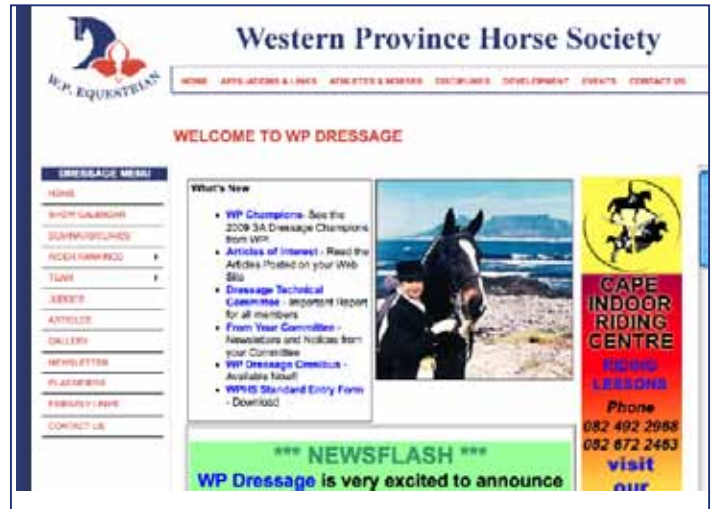 Western Province Horse Society
W.P. EQUESTRIAN
HOME AFFILIATIONS & LINKS ATHLETES & HORSES DISCIPLINES DEVELOPMENT EVENTS CONTACT US
WELCOME TO WP DRESSAGE
DRESSAGE MENU
HOME
SHOW CALENDAR
RIDER RANKINGS
TEAM
JUDGES
ARTICLES
GALLERY
NEWSLETTER
CLASSIFIEDS
FRIENDLY LINKS
CONTACT US
What's New
• WP Champions- See the
2009 SA Dressage Champions
from WP!
• Articles of Interest - Read the
Articles Posted on your Web
Site
• Dressage Technical
Committee - Important Report
for all members
• From Your Committee -
Newsletters and Notices from
your Committee
• WP Dressage Omnibus -
Available Now!!
• WPHS Standard Entry Form
- Download
CAPE
INDOOR
RIDING
CENTRE
RIDING
LESSONS
Phone
082 492 2968
082 672 2463
visit
our
*** NEWSFLASH ***
WP Dressage is very excited to announce